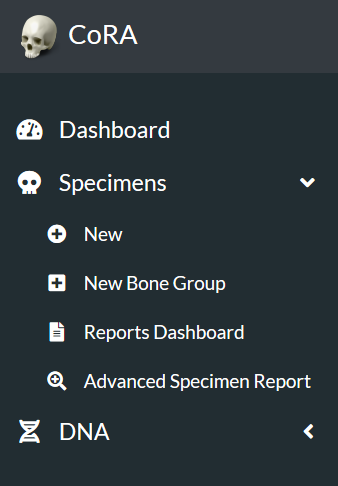 CoRA
Dashboard
Specimens
New
New Bone Group
Reports Dashboard
Advanced Specimen Report
DNA